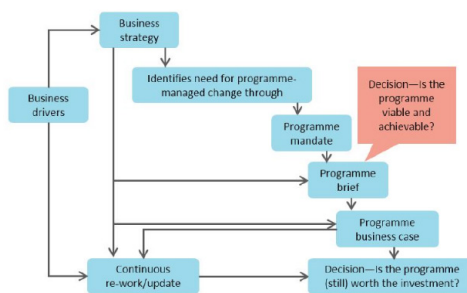 Business
strategy
Identifies need for programme-
managed change through
Business
drivers
Decision—Is the
programme
viable and
achievable?
Programme
mandate
Programme
brief
Programme
business case
Continuous
re-work/update
Decision—Is the programme
(still) worth the investment?